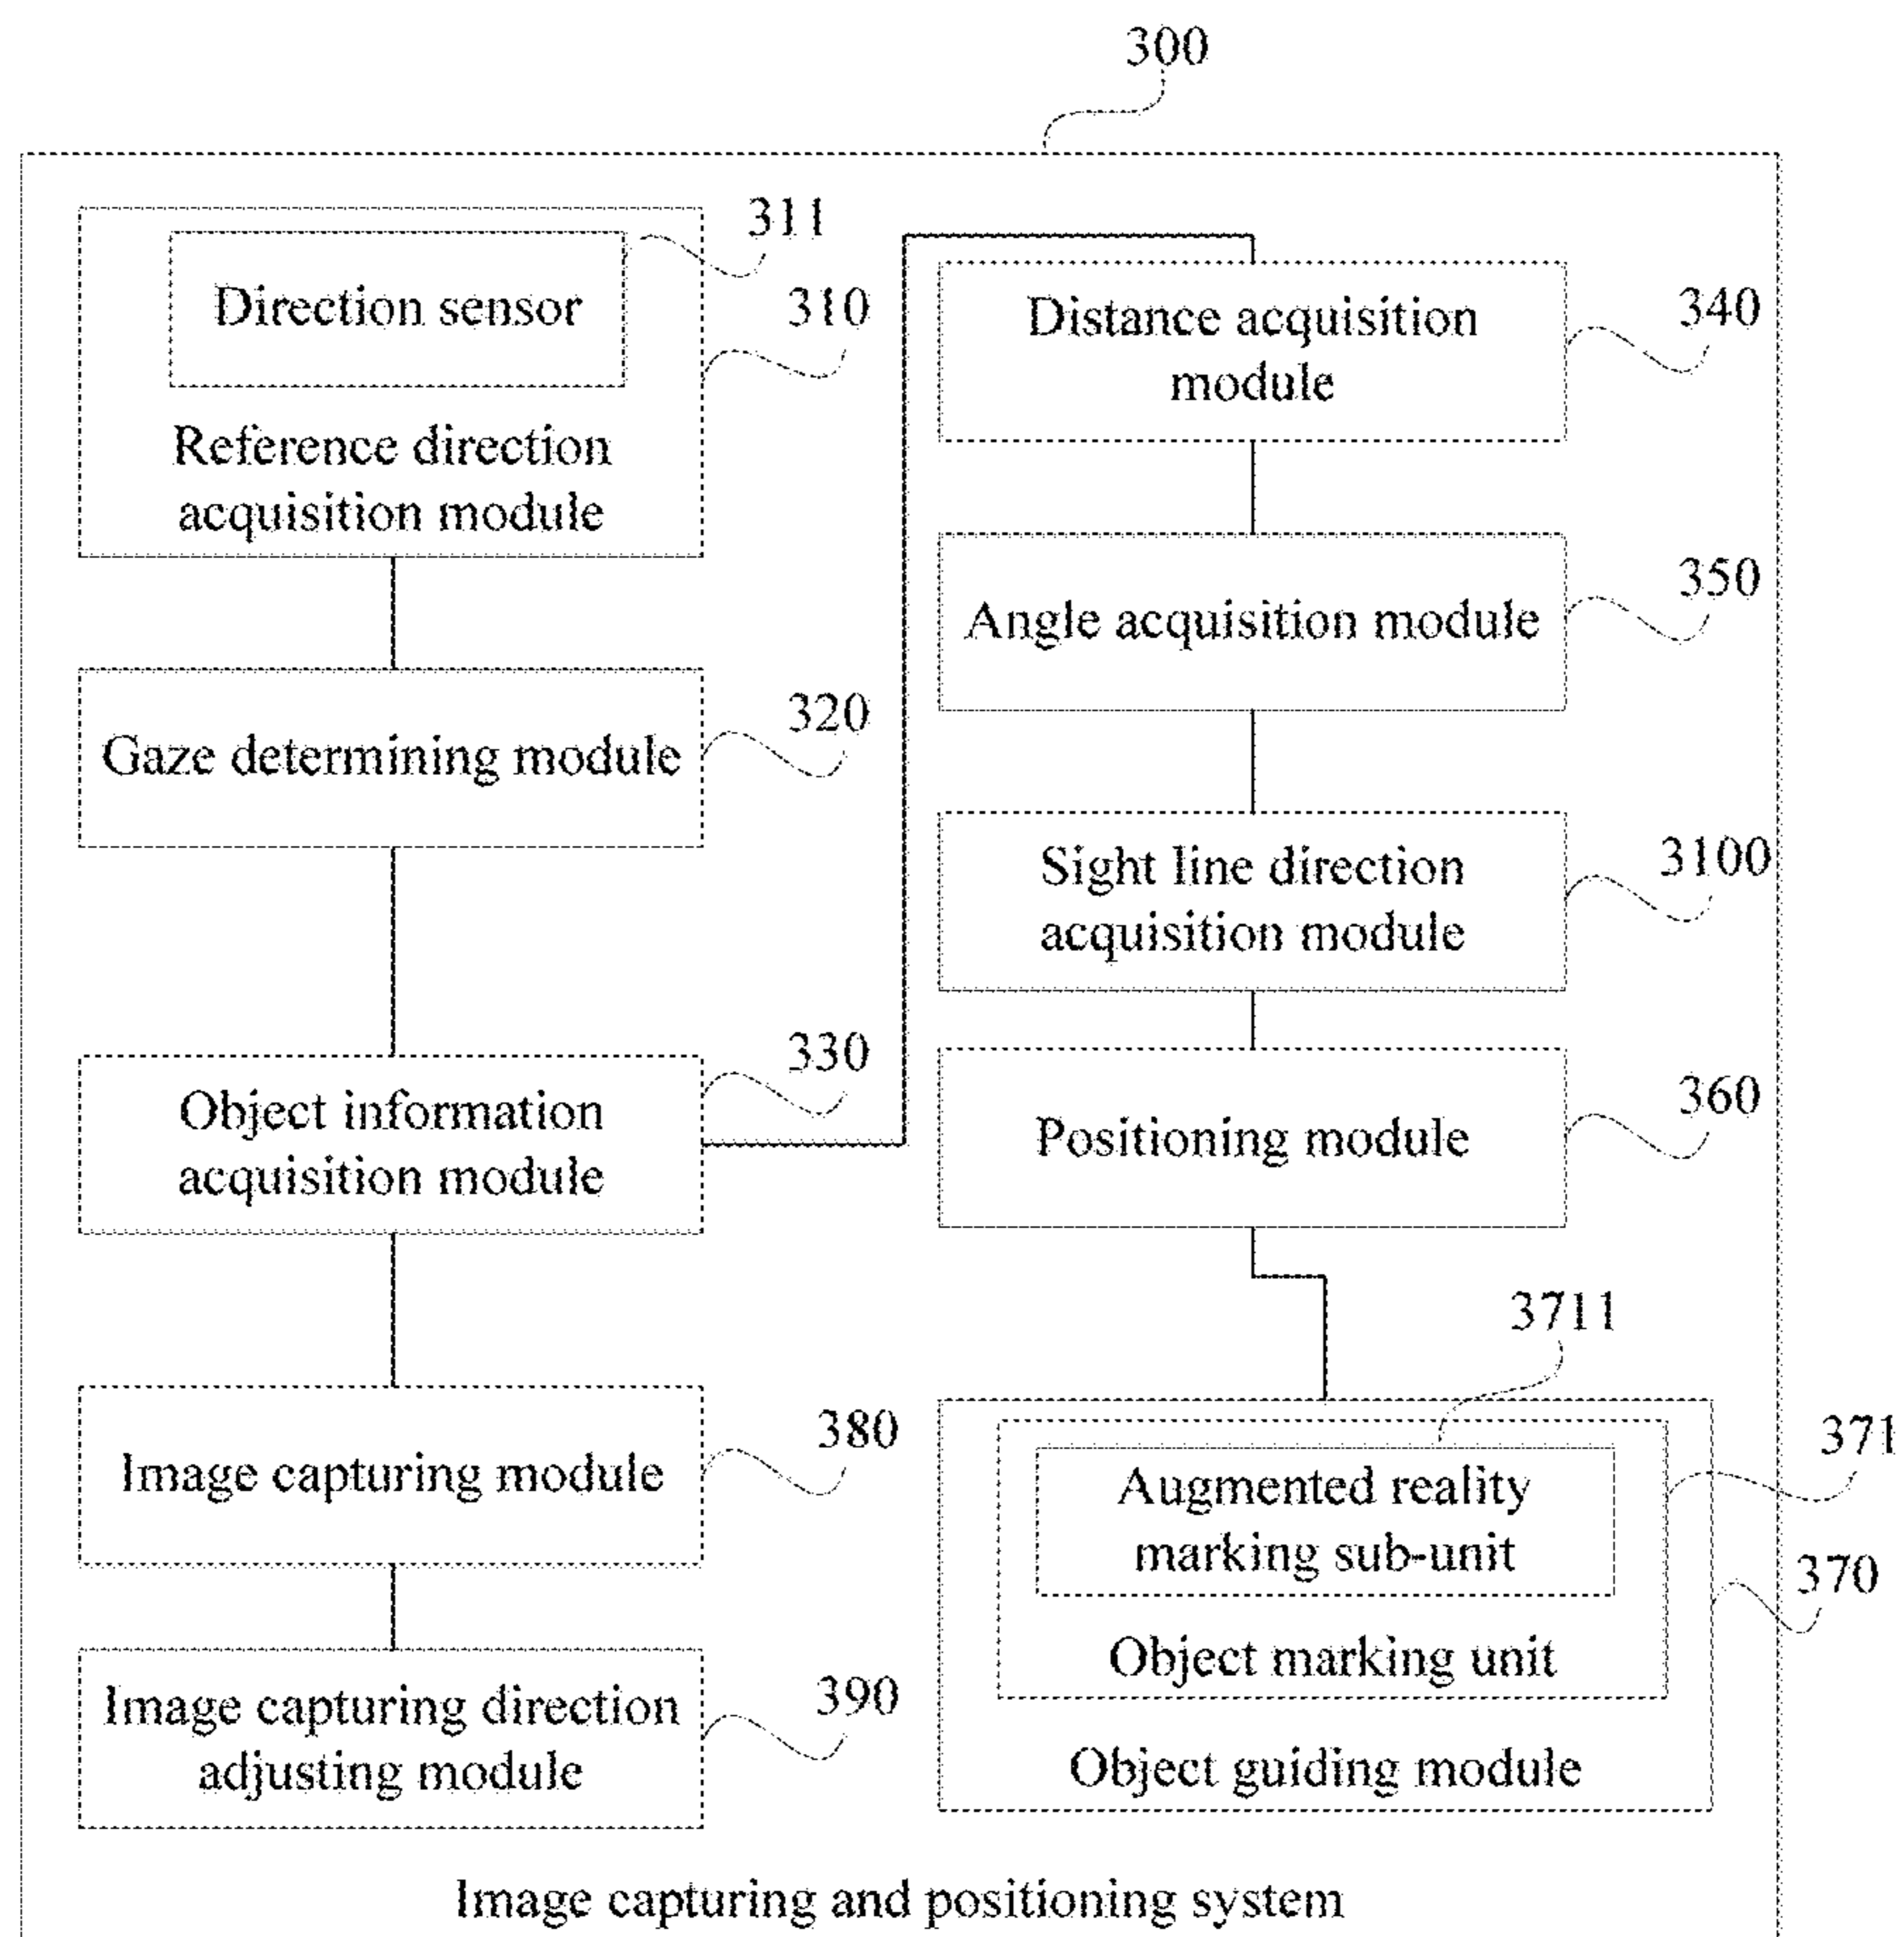 300
311
Direction sensor
310
Reference direction
acquisition module
320
Gaze determining module
330
Object information
acquisition module
380
Image capturing module
390
Image capturing direction
adjusting module
340
Distance acquisition
module
350
Angle acquisition module
3100
Sight line direction
acquisition module
360
Positioning module
3711
371
Augmented reality
marking sub-unit
370
Object marking unit
Object guiding module
Image capturing and positioning system